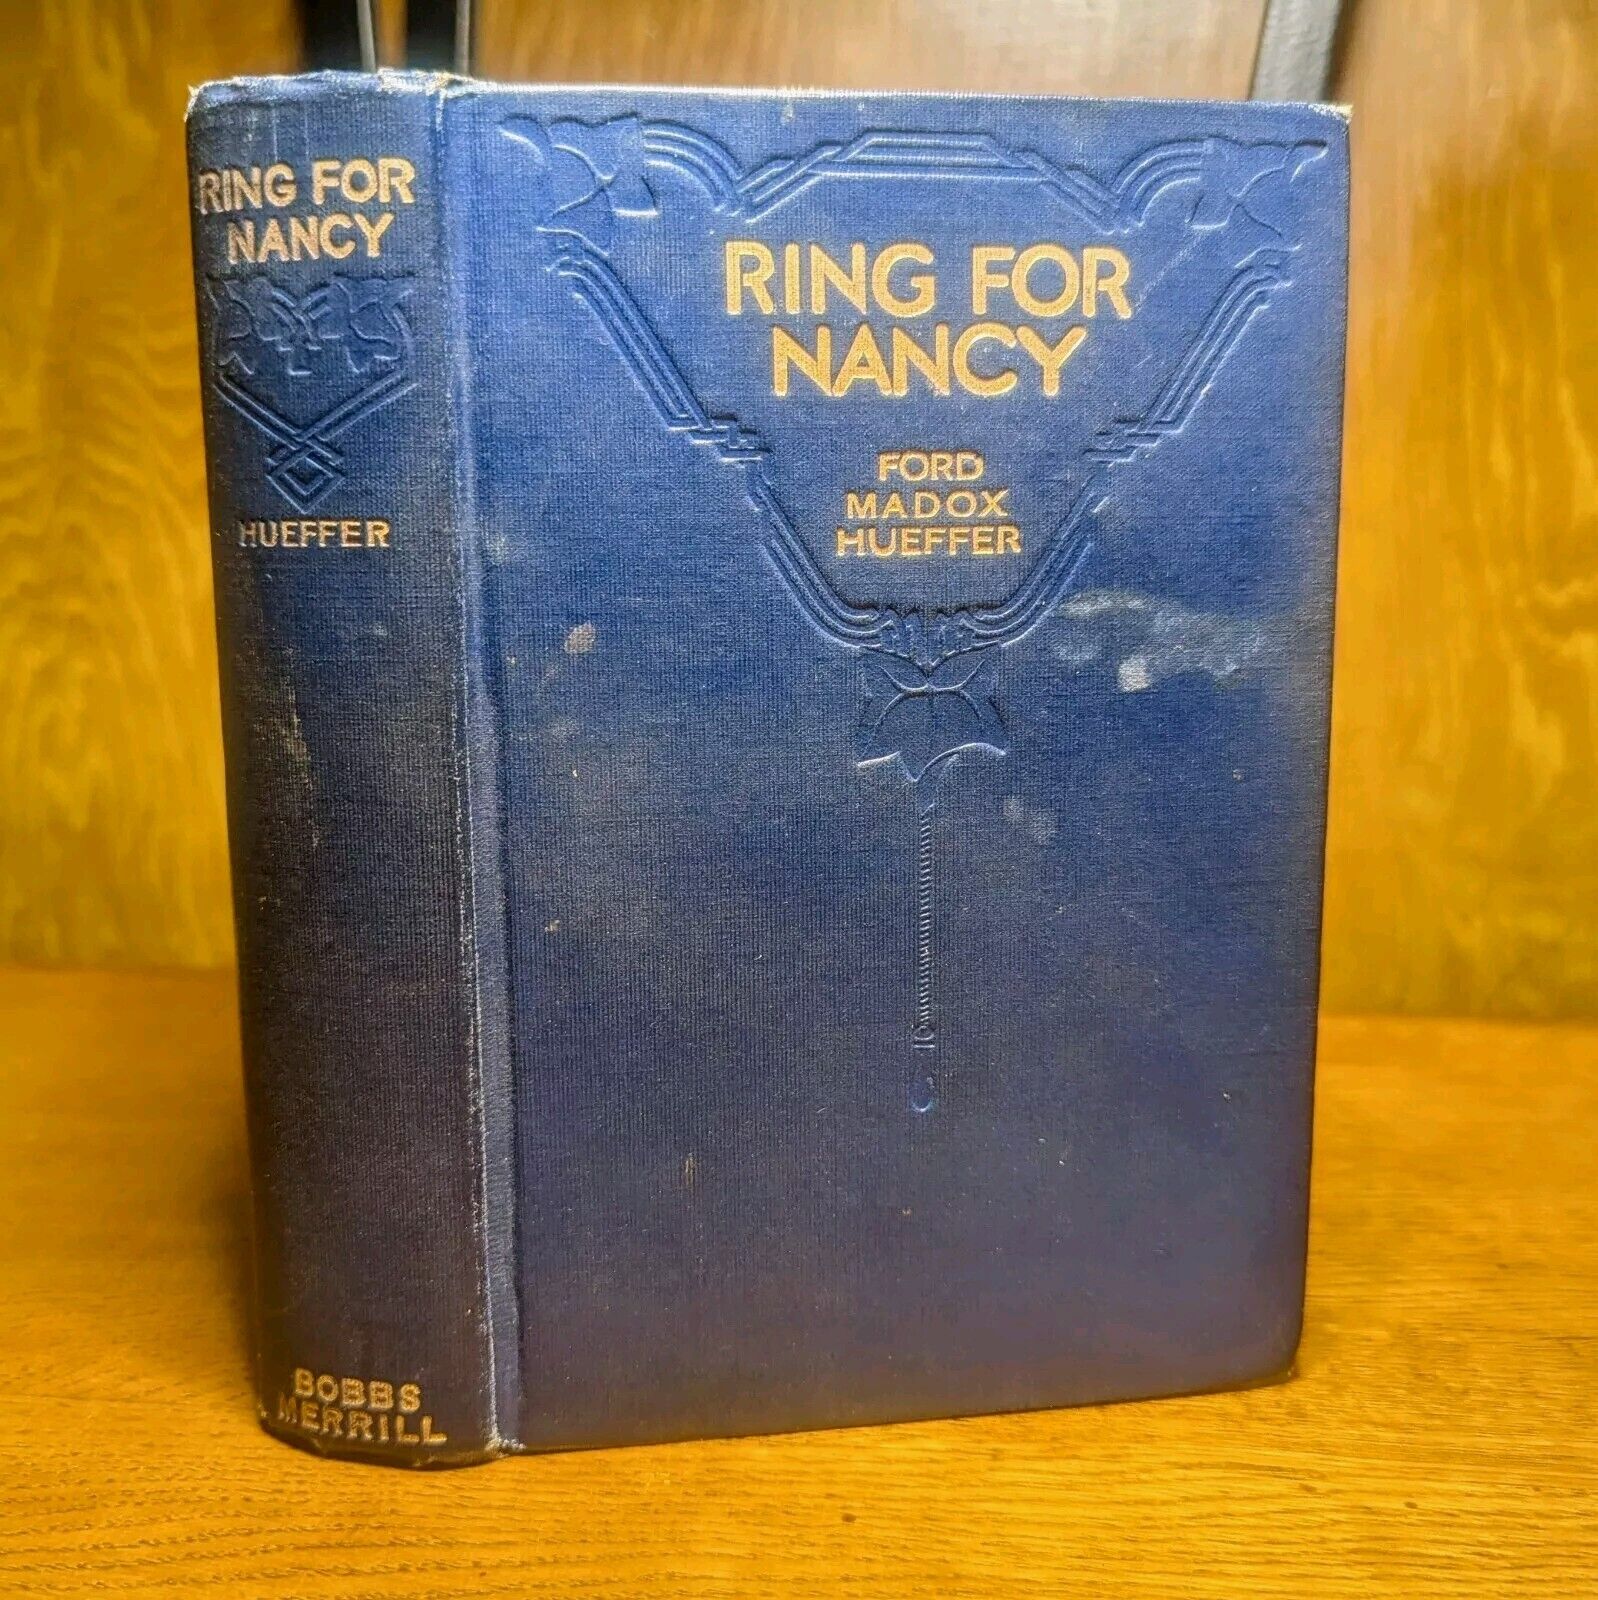 RING FOR
NANCY
HUEFFER
BOBBS
MERRILL
RING FOR
NANCY
FORD
MADOX
HUEFFER